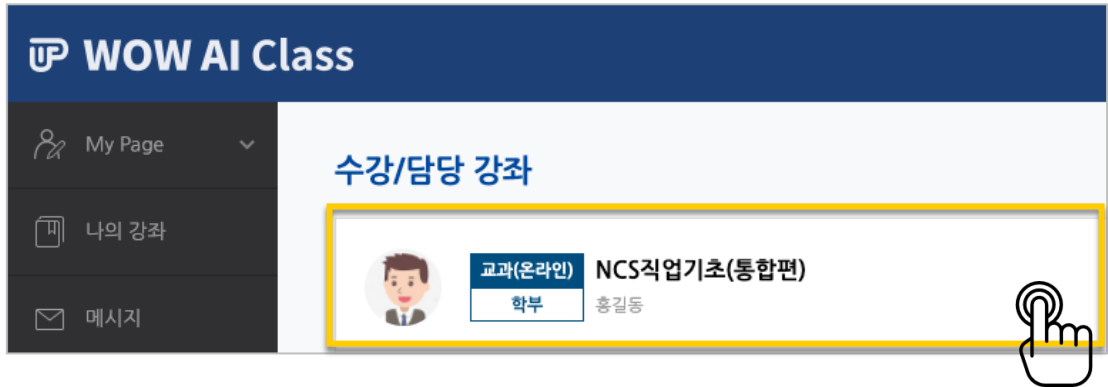 UP WOW AI Class
My Page
수강/담당 강좌
나의 강좌
교과(온라인) NCS직업기초(통합편)
학부 홍길동
메시지